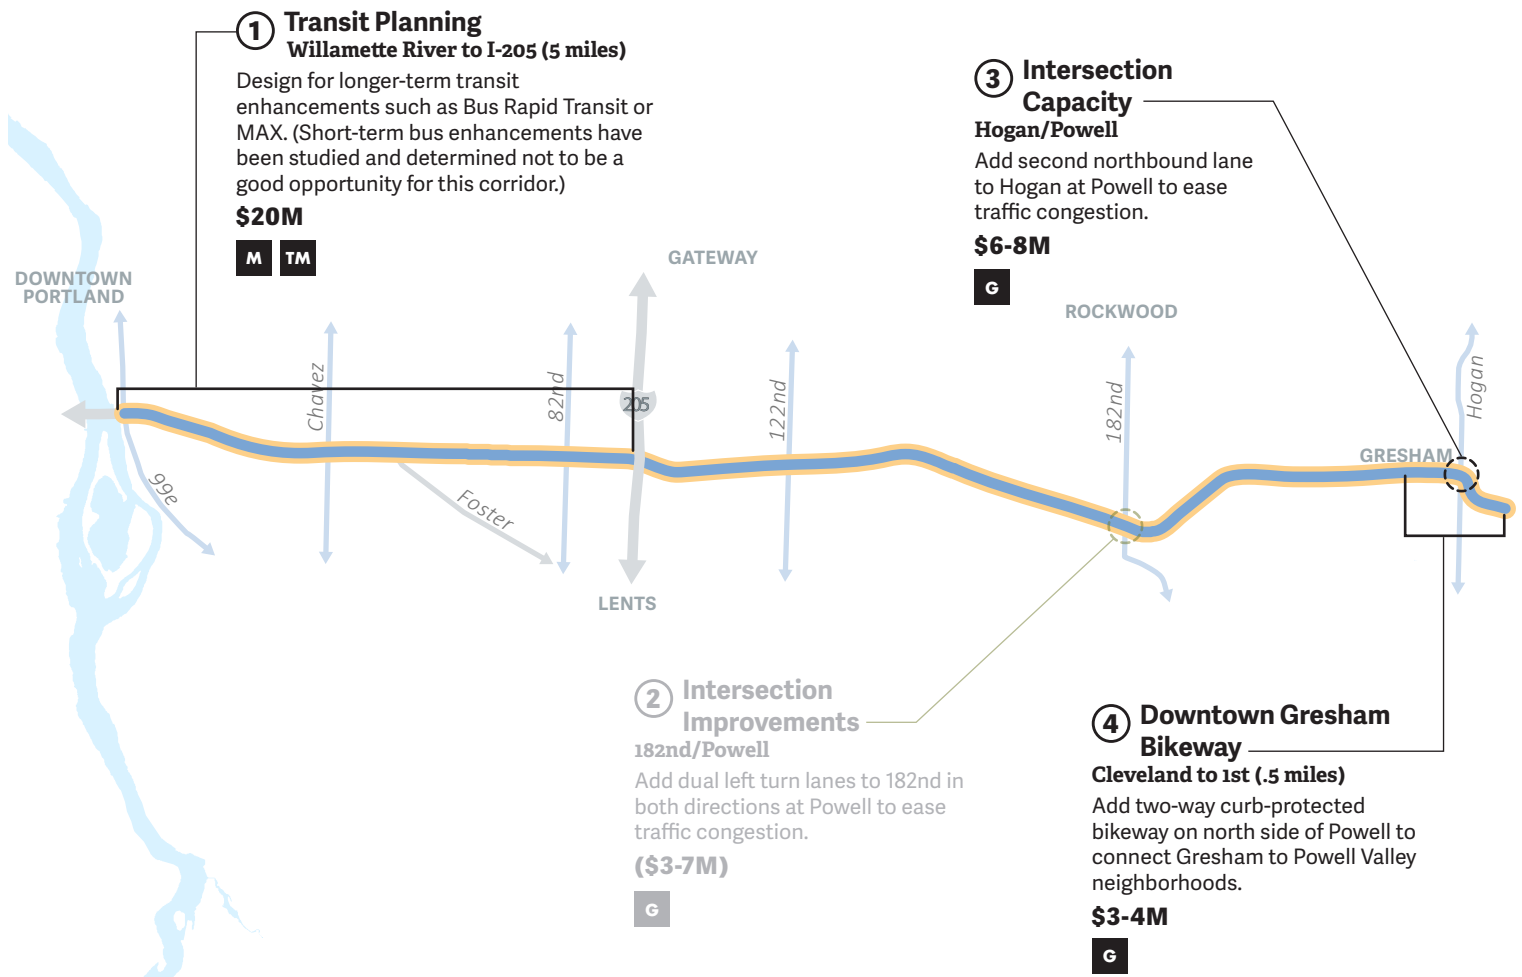 1 Transit Planning
Willamette River to I-205 (5 miles)
Design for longer-term transit
enhancements such as Bus Rapid Transit or
MAX. (Short-term bus enhancements have
been studied and determined not to be a
good opportunity for this corridor.)
$20M
M TM
3 Intersection
Capacity
Hogan/Powell
Add second northbound lane
to Hogan at Powell to ease
traffic congestion.
$6-8M
G
GATEWAY
DOWNTOWN
PORTLAND
ROCKWOOD
Chavez
82nd
205
122nd
182nd
Hogan
GRESHAM
99e
Foster
LENTS
2 Intersection
Improvements
182nd/Powell
Add dual left turn lanes to 182nd in
both directions at Powell to ease
traffic congestion.
($3-7M)
G
4 Downtown Gresham
Bikeway
Cleveland to 1st (.5 miles)
Add two-way curb-protected
bikeway on north side of Powell to
connect Gresham to Powell Valley
neighborhoods.
$3-4M
G